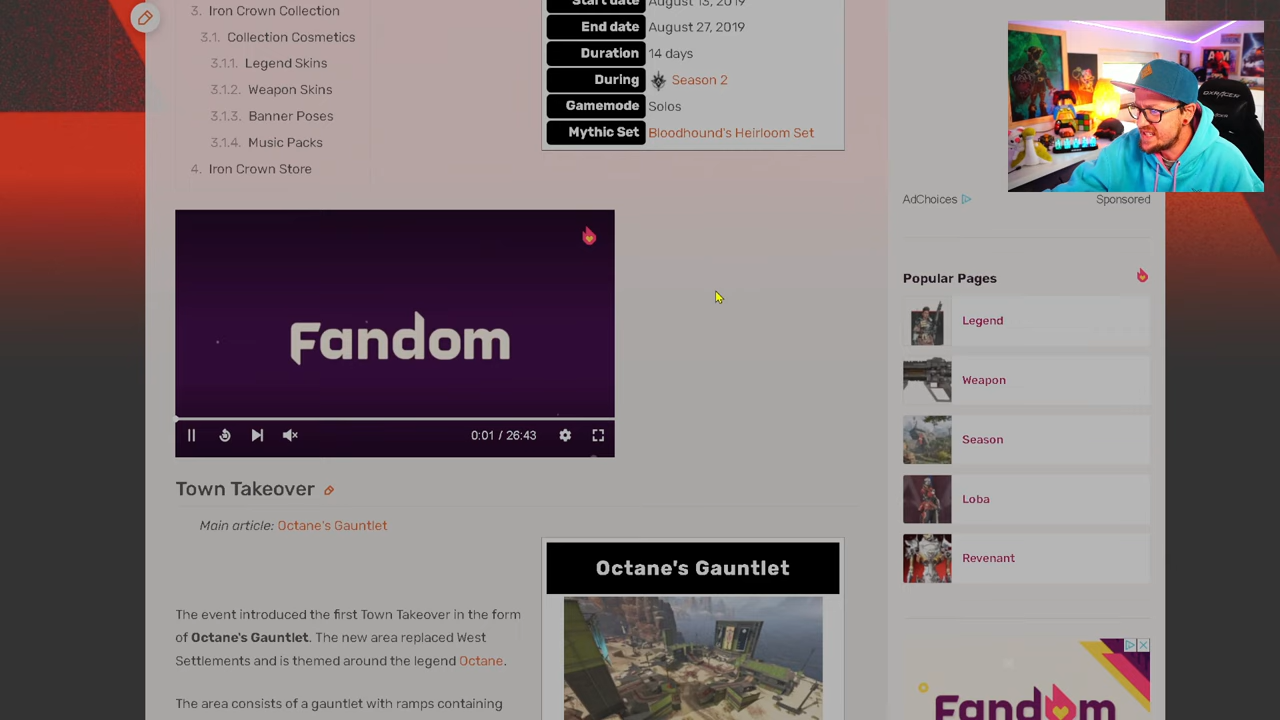 3. Iron Crown Collection
3.1. Collection Cosmetics
3.1.1. Legend Skins
3.1.2. Weapon Skins
3.1.3. Banner Poses
3.1.4. Music Packs
4. Iron Crown Store
Start date August 13, 2019
End date August 27, 2019
Duration 14 days
During Season 2
Gamemode Solos
Mythic Set Bloodhound's Heirloom Set
AdChoices Sponsored
Popular Pages
Legend
Weapon
Season
Loba
Revenant
Fandom
0:01 / 26:43
Town Takeover
Main article: Octane's Gauntlet
The event introduced the first Town Takeover in the form
of Octane's Gauntlet. The new area replaced West
Settlements and is themed around the legend Octane.
The area consists of a gauntlet with ramps containing
Octane's Gauntlet
Fandom